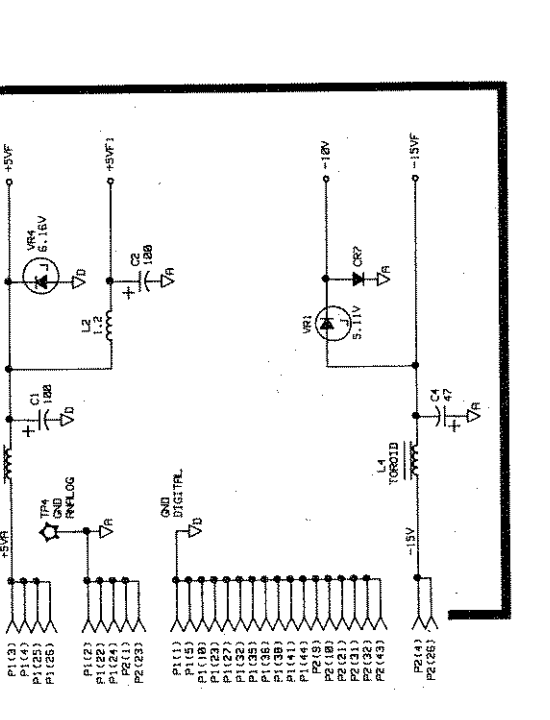 +5VF
VR4
6.16V
D
+5VF1
C2
100
+
A
L2
1.2
C1
100
+
D
+5VA
TP4
GND
ANALOG
A
P1(3)
P1(4)
P1(25)
P1(26)
P1(2)
P1(22)
P1(24)
P2(1)
P2(23)
GND
DIGITAL
D
P1(1)
P1(5)
P1(10)
P1(23)
P1(27)
P1(32)
P1(35)
P1(36)
P1(38)
P1(41)
P1(44)
P2(9)
P2(10)
P2(21)
P2(31)
P2(32)
P2(43)
-10V
CR7
A
VR1
5.11V
-15VF
C4
47
+
A
L4
TOROID
-15V
P2(4)
P2(26)